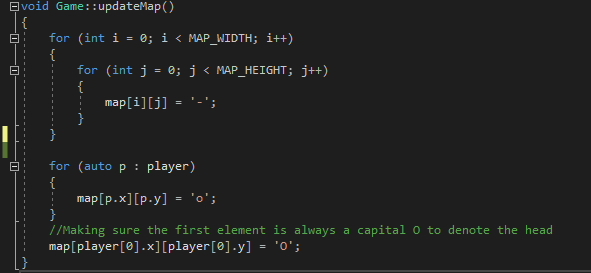 void Game::updateMap()
{
    for (int i = 0; i < MAP_WIDTH; i++)
    {
        for (int j = 0; j < MAP_HEIGHT; j++)
        {
            map[i][j] = '-';
        }
    }

    for (auto p : player)
    {
        map[p.x][p.y] = 'o';
    }
    //Making sure the first element is always a capital O to denote the head
    map[player[0].x][player[0].y] = 'O';
}